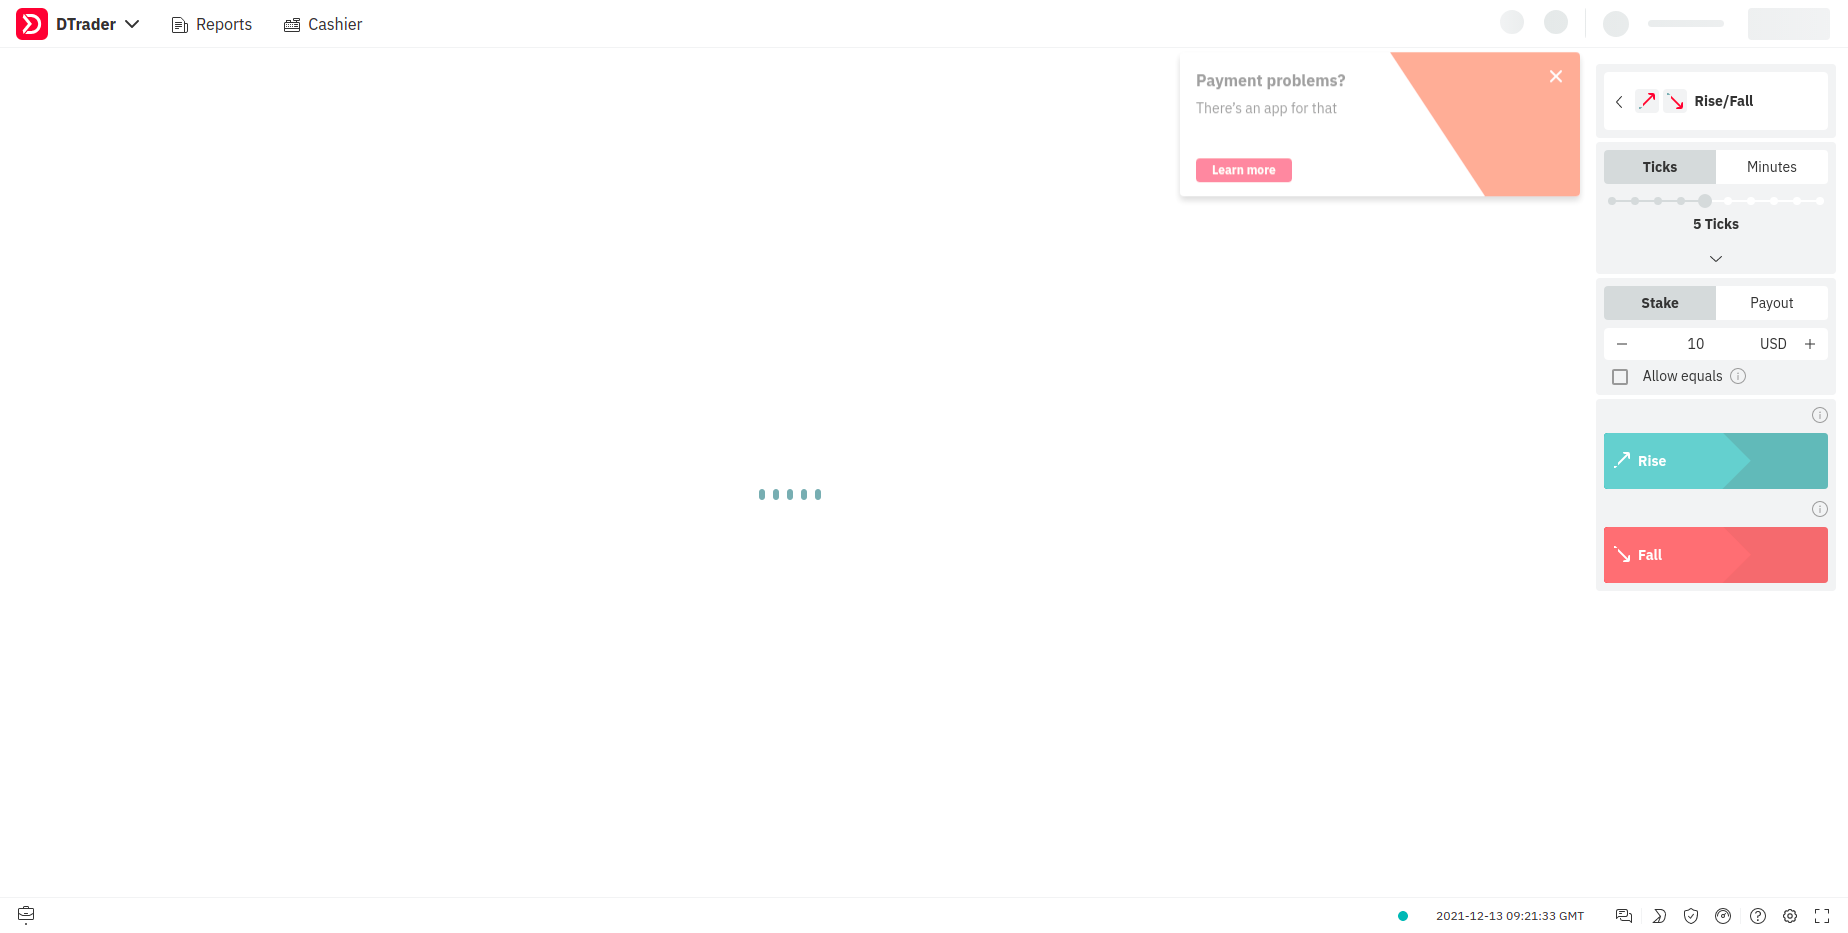 DTrader Reports Cashier
Payment problems?
There's an app for that
Learn more
Rise/Fall
Ticks Minutes
5 Ticks
Stake Payout
10 USD
Allow equals
Rise
Fall
2021-12-13 09:21:33 GMT